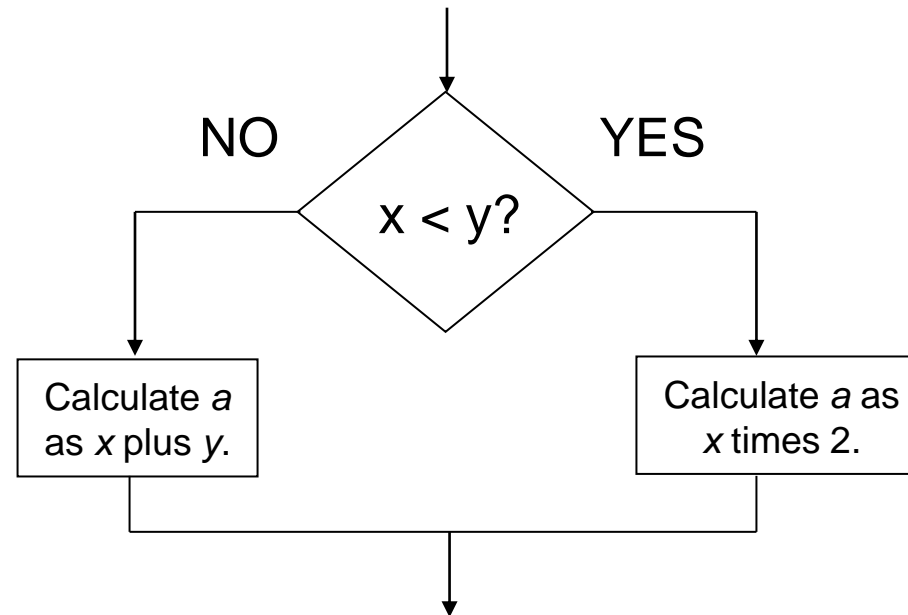 NO
YES
x < y?
Calculate a
as x plus y.
Calculate a as
x times 2.